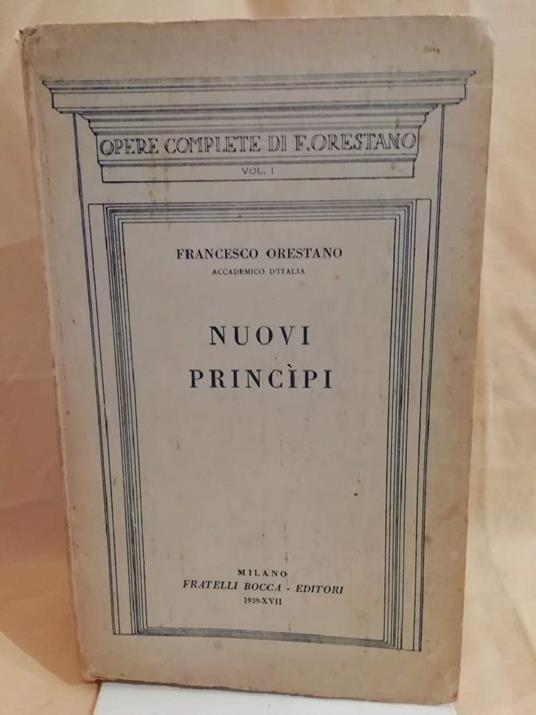 OPERE COMPLETE DI F. ORESTANO
VOL. I
FRANCESCO ORESTANO
ACCADEMICO D'ITALIA
NUOVI
PRINCÌPI
MILANO
FRATELLI BOCCA - EDITORI
1939-XVII